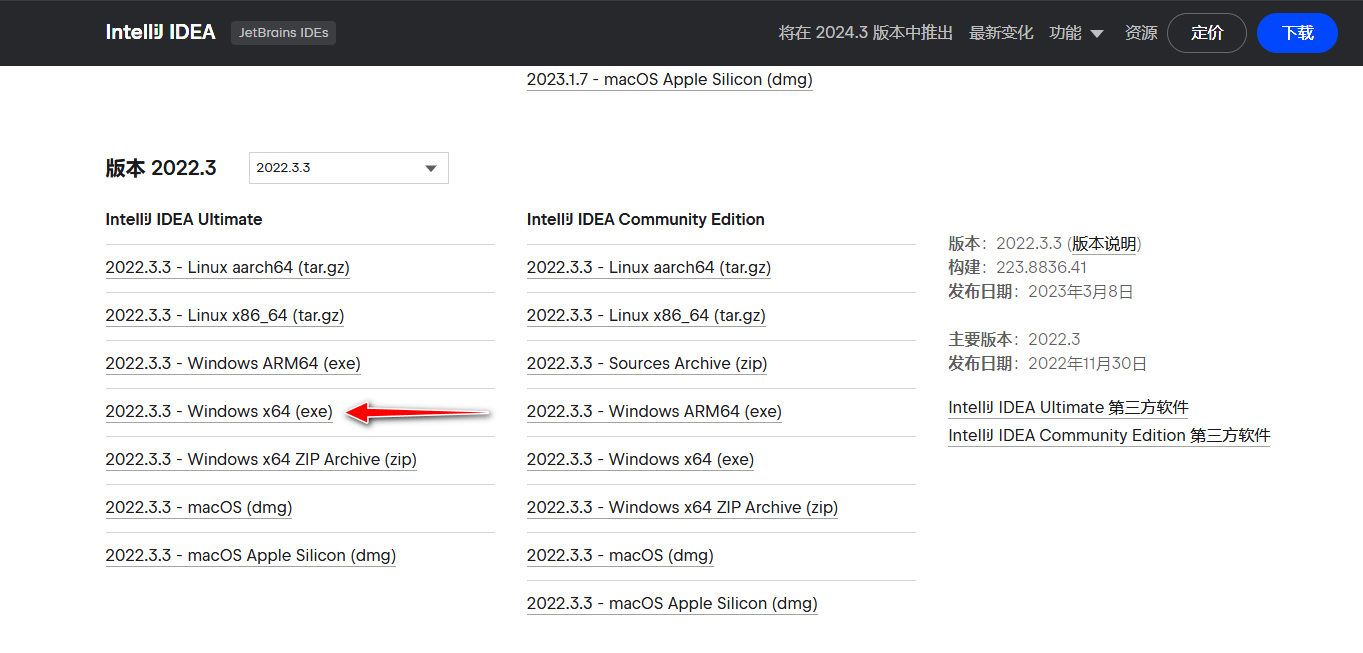 IntelliJ IDEA JetBrains IDEs 将在 2024.3 版本中推出 最新变化 功能 资源 定价 下载
2023.1.7 - macOS Apple Silicon (dmg)
版本 2022.3 2022.3.3
IntelliJ IDEA Ultimate
2022.3.3 - Linux aarch64 (tar.gz)
2022.3.3 - Linux x86_64 (tar.gz)
2022.3.3 - Windows ARM64 (exe)
2022.3.3 - Windows x64 (exe)
2022.3.3 - Windows x64 ZIP Archive (zip)
2022.3.3 - macOS (dmg)
2022.3.3 - macOS Apple Silicon (dmg)
IntelliJ IDEA Community Edition
2022.3.3 - Linux aarch64 (tar.gz)
2022.3.3 - Linux x86_64 (tar.gz)
2022.3.3 - Sources Archive (zip)
2022.3.3 - Windows ARM64 (exe)
2022.3.3 - Windows x64 (exe)
2022.3.3 - Windows x64 ZIP Archive (zip)
2022.3.3 - macOS (dmg)
2022.3.3 - macOS Apple Silicon (dmg)
版本： 2022.3.3 (版本说明)
构建： 223.8836.41
发布日期： 2023年3月8日
主要版本： 2022.3
发布日期： 2022年11月30日
IntelliJ IDEA Ultimate 第三方软件
IntelliJ IDEA Community Edition 第三方软件